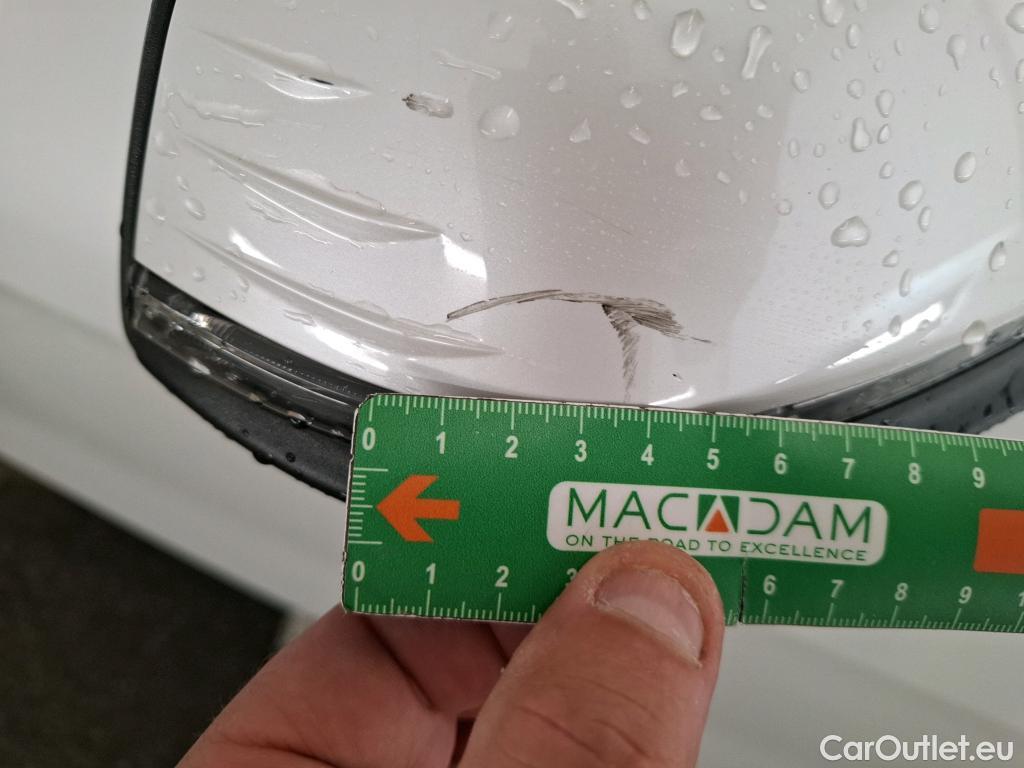 0 1 2 3 4 5 6 7 8 9
MACADAM
ON THE ROAD TO EXCELLENCE
0 1 2 3 6 7 8 9 1
CarOutlet.eu